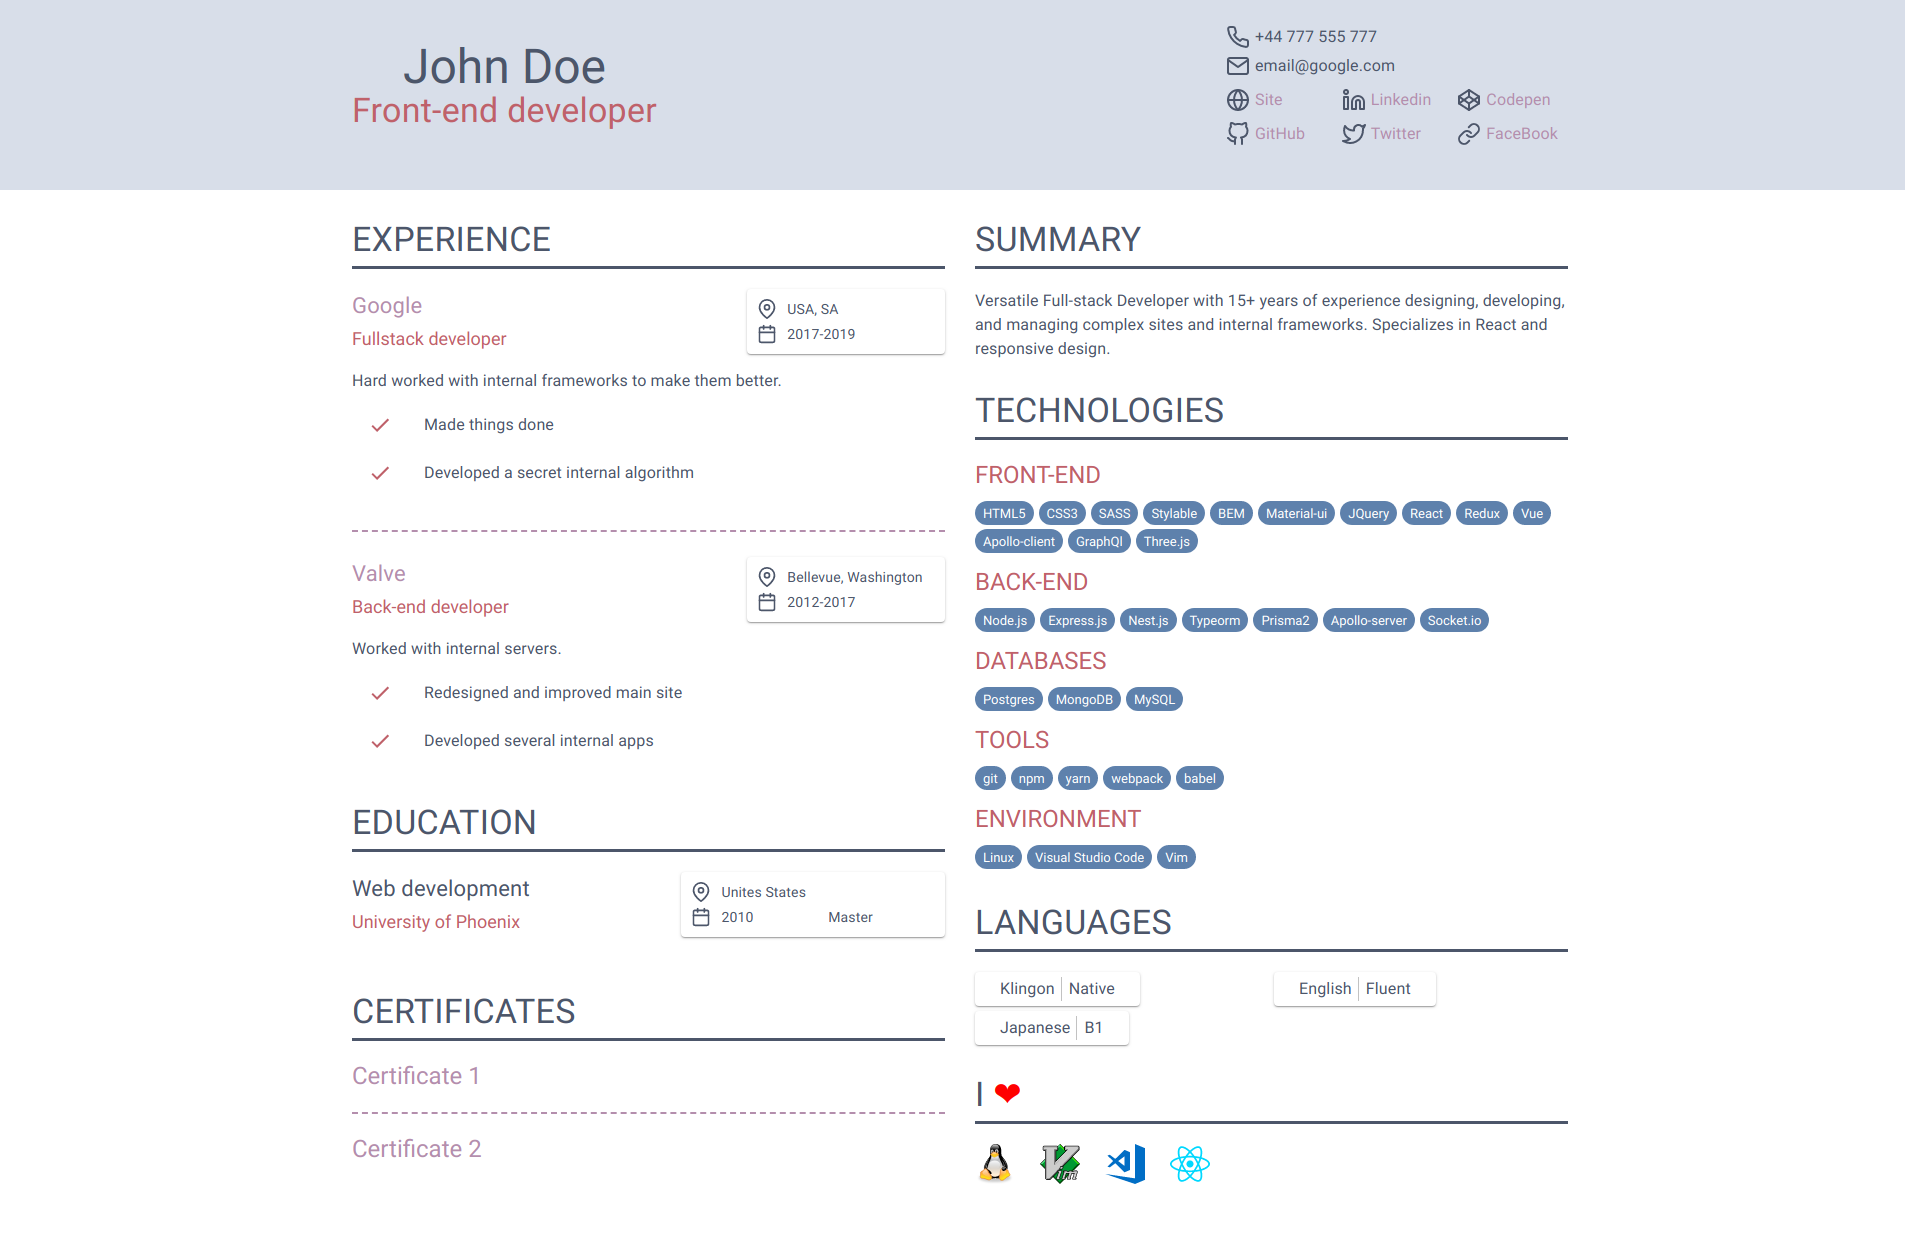 John Doe
Front-end developer
+44 777 555 777
email@google.com
Site Linkedin Codepen
GitHub Twitter FaceBook
EXPERIENCE
Google
Fullstack developer
USA, SA
2017-2019
Hard worked with internal frameworks to make them better.
Made things done
Developed a secret internal algorithm
Valve
Back-end developer
Bellevue, Washington
2012-2017
Worked with internal servers.
Redesigned and improved main site
Developed several internal apps
EDUCATION
Web development
University of Phoenix
Unites States
2010 Master
CERTIFICATES
Certificate 1
Certificate 2
SUMMARY
Versatile Full-stack Developer with 15+ years of experience designing, developing,
and managing complex sites and internal frameworks. Specializes in React and
responsive design.
TECHNOLOGIES
FRONT-END
HTML5 CSS3 SASS Stylable BEM Material-ui JQuery React Redux Vue
Apollo-client GraphQl Three.js
BACK-END
Node.js Express.js Nest.js Typeorm Prisma2 Apollo-server Socket.io
DATABASES
Postgres MongoDB MySQL
TOOLS
git npm yarn webpack babel
ENVIRONMENT
Linux Visual Studio Code Vim
LANGUAGES
Klingon Native English Fluent
Japanese B1
I ❤
Vim